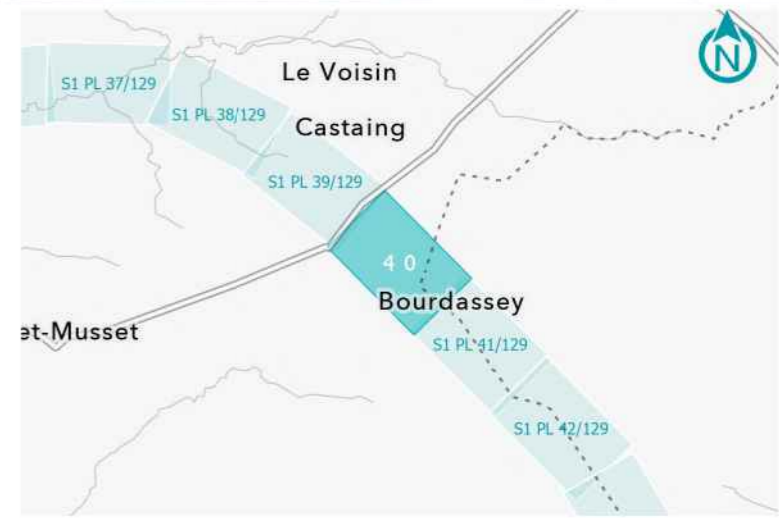 N
Le Voisin
S1 PL 37/129
S1 PL 38/129
Castaing
S1 PL 39/129
4 0
Bourdassey
et-Musset
S1 PL 41/129
S1 PL 42/129